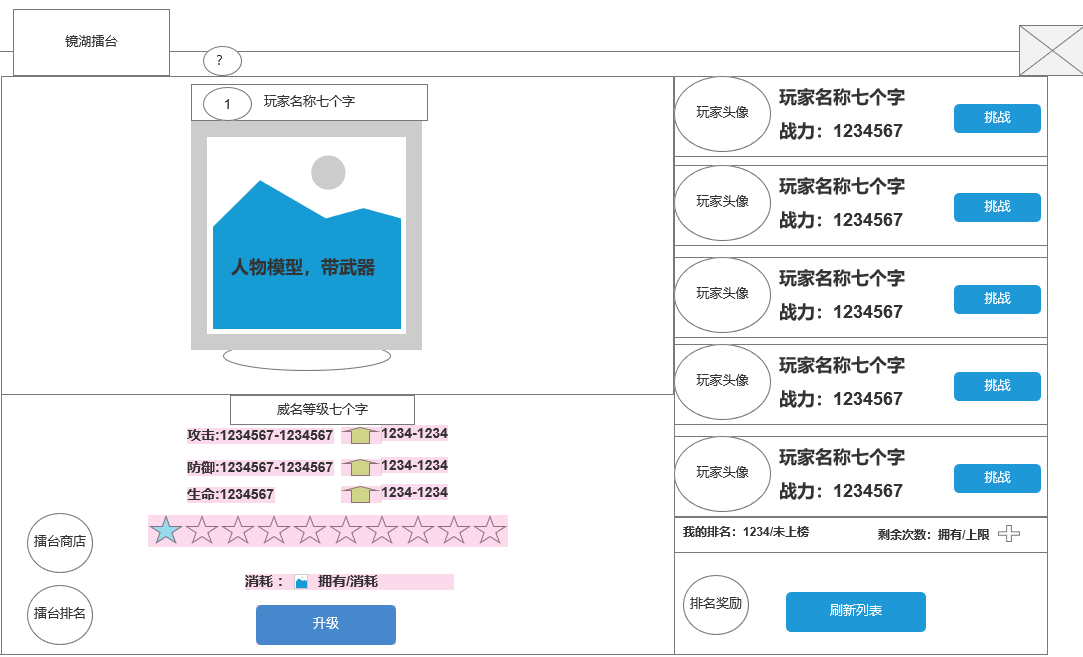 镜湖擂台
?
1
玩家名称七个字
人物模型，带武器
威名等级七个字
攻击:1234567-1234567
1234-1234
防御:1234567-1234567
1234-1234
生命:1234567
1234-1234
擂台商店
擂台排名
消耗： 拥有/消耗
升级
玩家头像
玩家名称七个字
战力：1234567
挑战
玩家头像
玩家名称七个字
战力：1234567
挑战
玩家头像
玩家名称七个字
战力：1234567
挑战
玩家头像
玩家名称七个字
战力：1234567
挑战
玩家头像
玩家名称七个字
战力：1234567
挑战
我的排名：1234/未上榜
剩余次数：拥有/上限
排名奖励
刷新列表